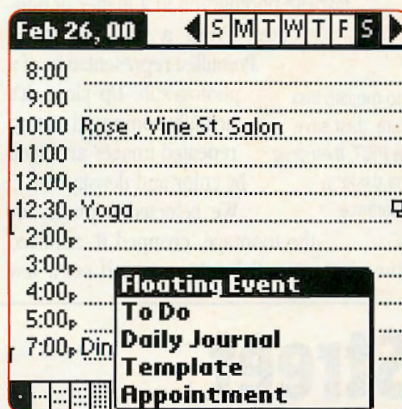 Feb 26, 00 S M T W T F S
8:00
9:00
10:00 Rose , Vine St. Salon
11:00
12:00P
12:30P Yoga
2:00P
3:00P
4:00P
5:00P
7:00P Din
Floating Event
To Do
Daily Journal
Template
Appointment